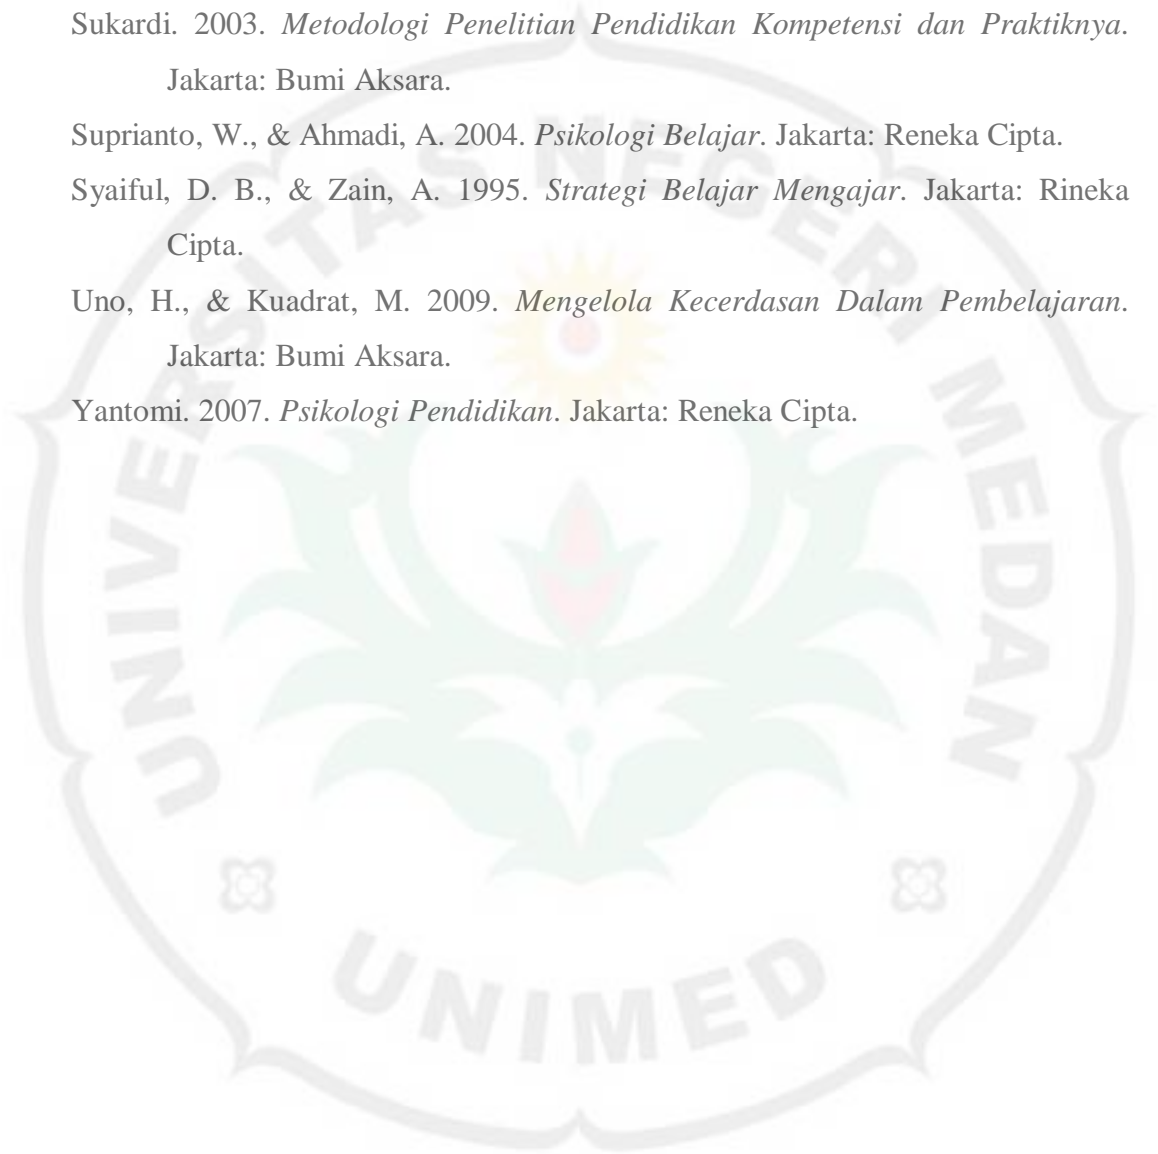 Sukardi. 2003. Metodologi Penelitian Pendidikan Kompetensi dan Praktiknya.
Jakarta: Bumi Aksara.
Suprianto, W., & Ahmadi, A. 2004. Psikologi Belajar. Jakarta: Reneka Cipta.
Syaiful, D. B., & Zain, A. 1995. Strategi Belajar Mengajar. Jakarta: Rineka
Cipta.
Uno, H., & Kuadrat, M. 2009. Mengelola Kecerdasan Dalam Pembelajaran.
Jakarta: Bumi Aksara.
Yantomi. 2007. Psikologi Pendidikan. Jakarta: Reneka Cipta.
UNIVERSITAS NEGERI MEDAN
UNIMED